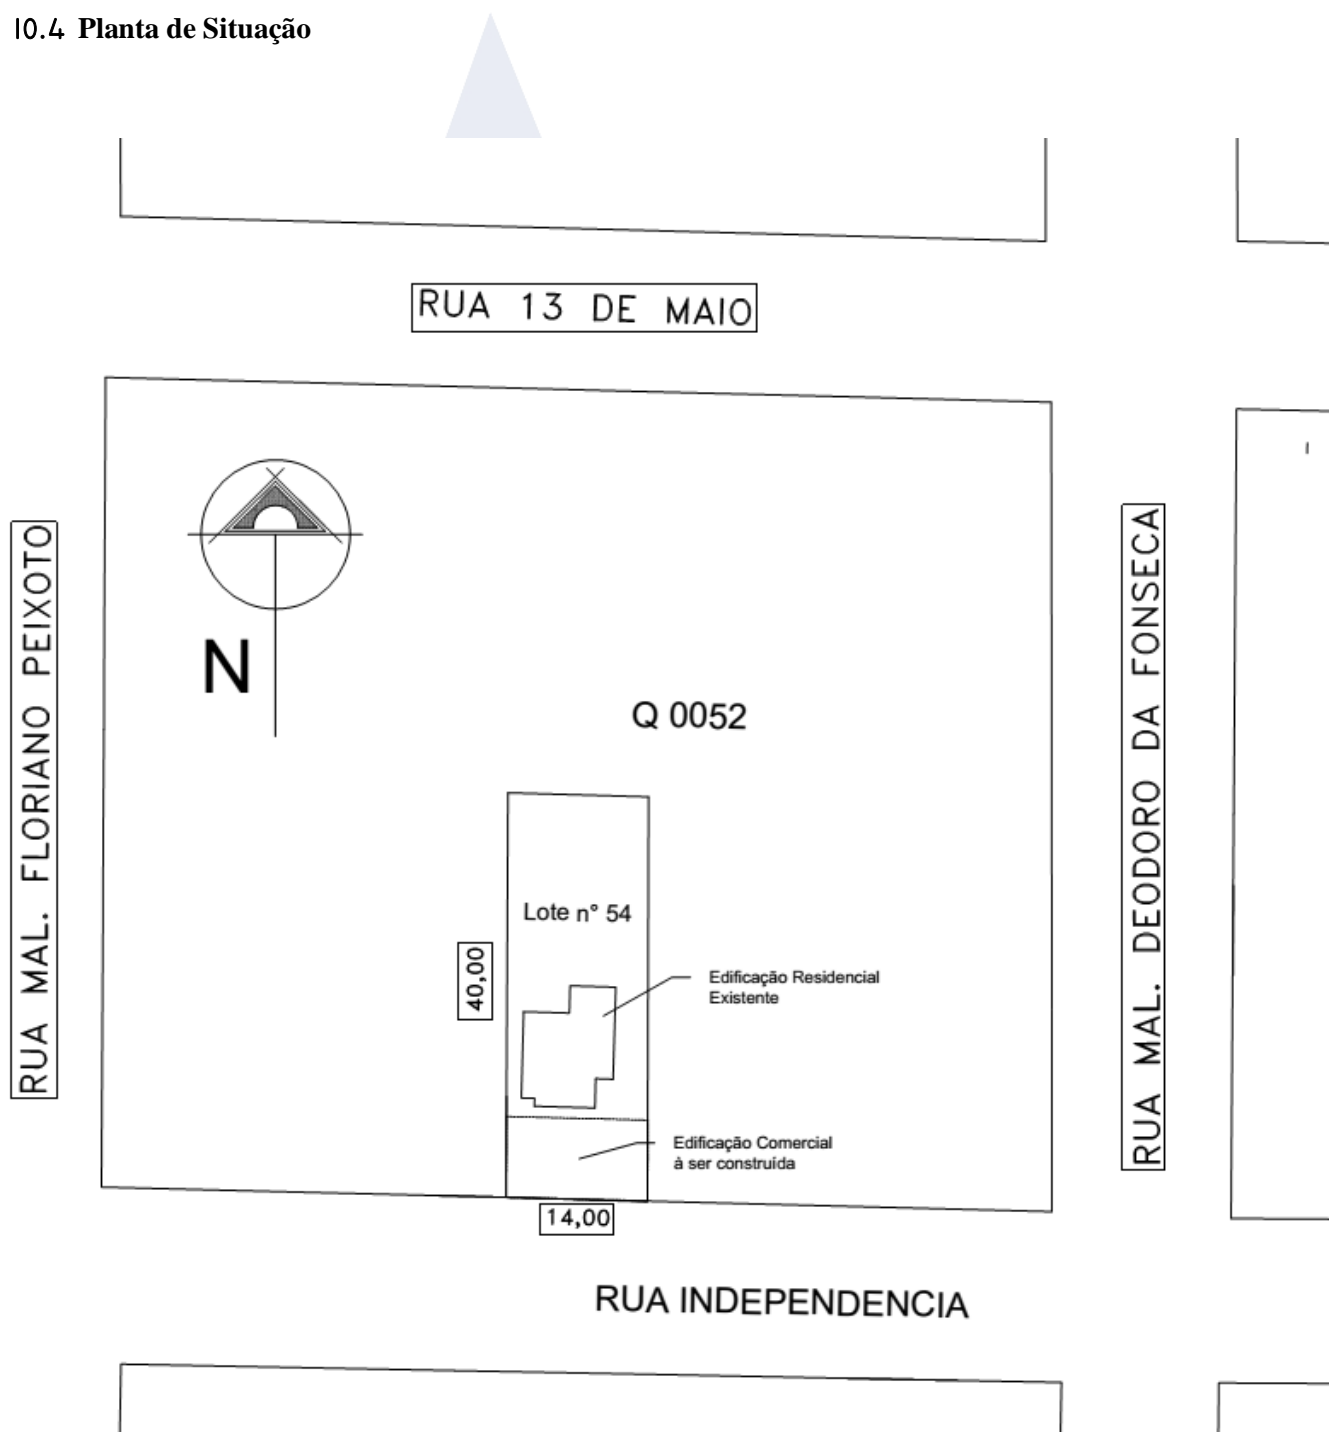 10.4 Planta de Situação
RUA 13 DE MAIO
RUA MAL. FLORIANO PEIXOTO
RUA MAL. DEODORO DA FONSECA
N
Q 0052
Lote n° 54
40,00
Edificação Residencial
Existente
Edificação Comercial
à ser construída
14,00
RUA INDEPENDENCIA